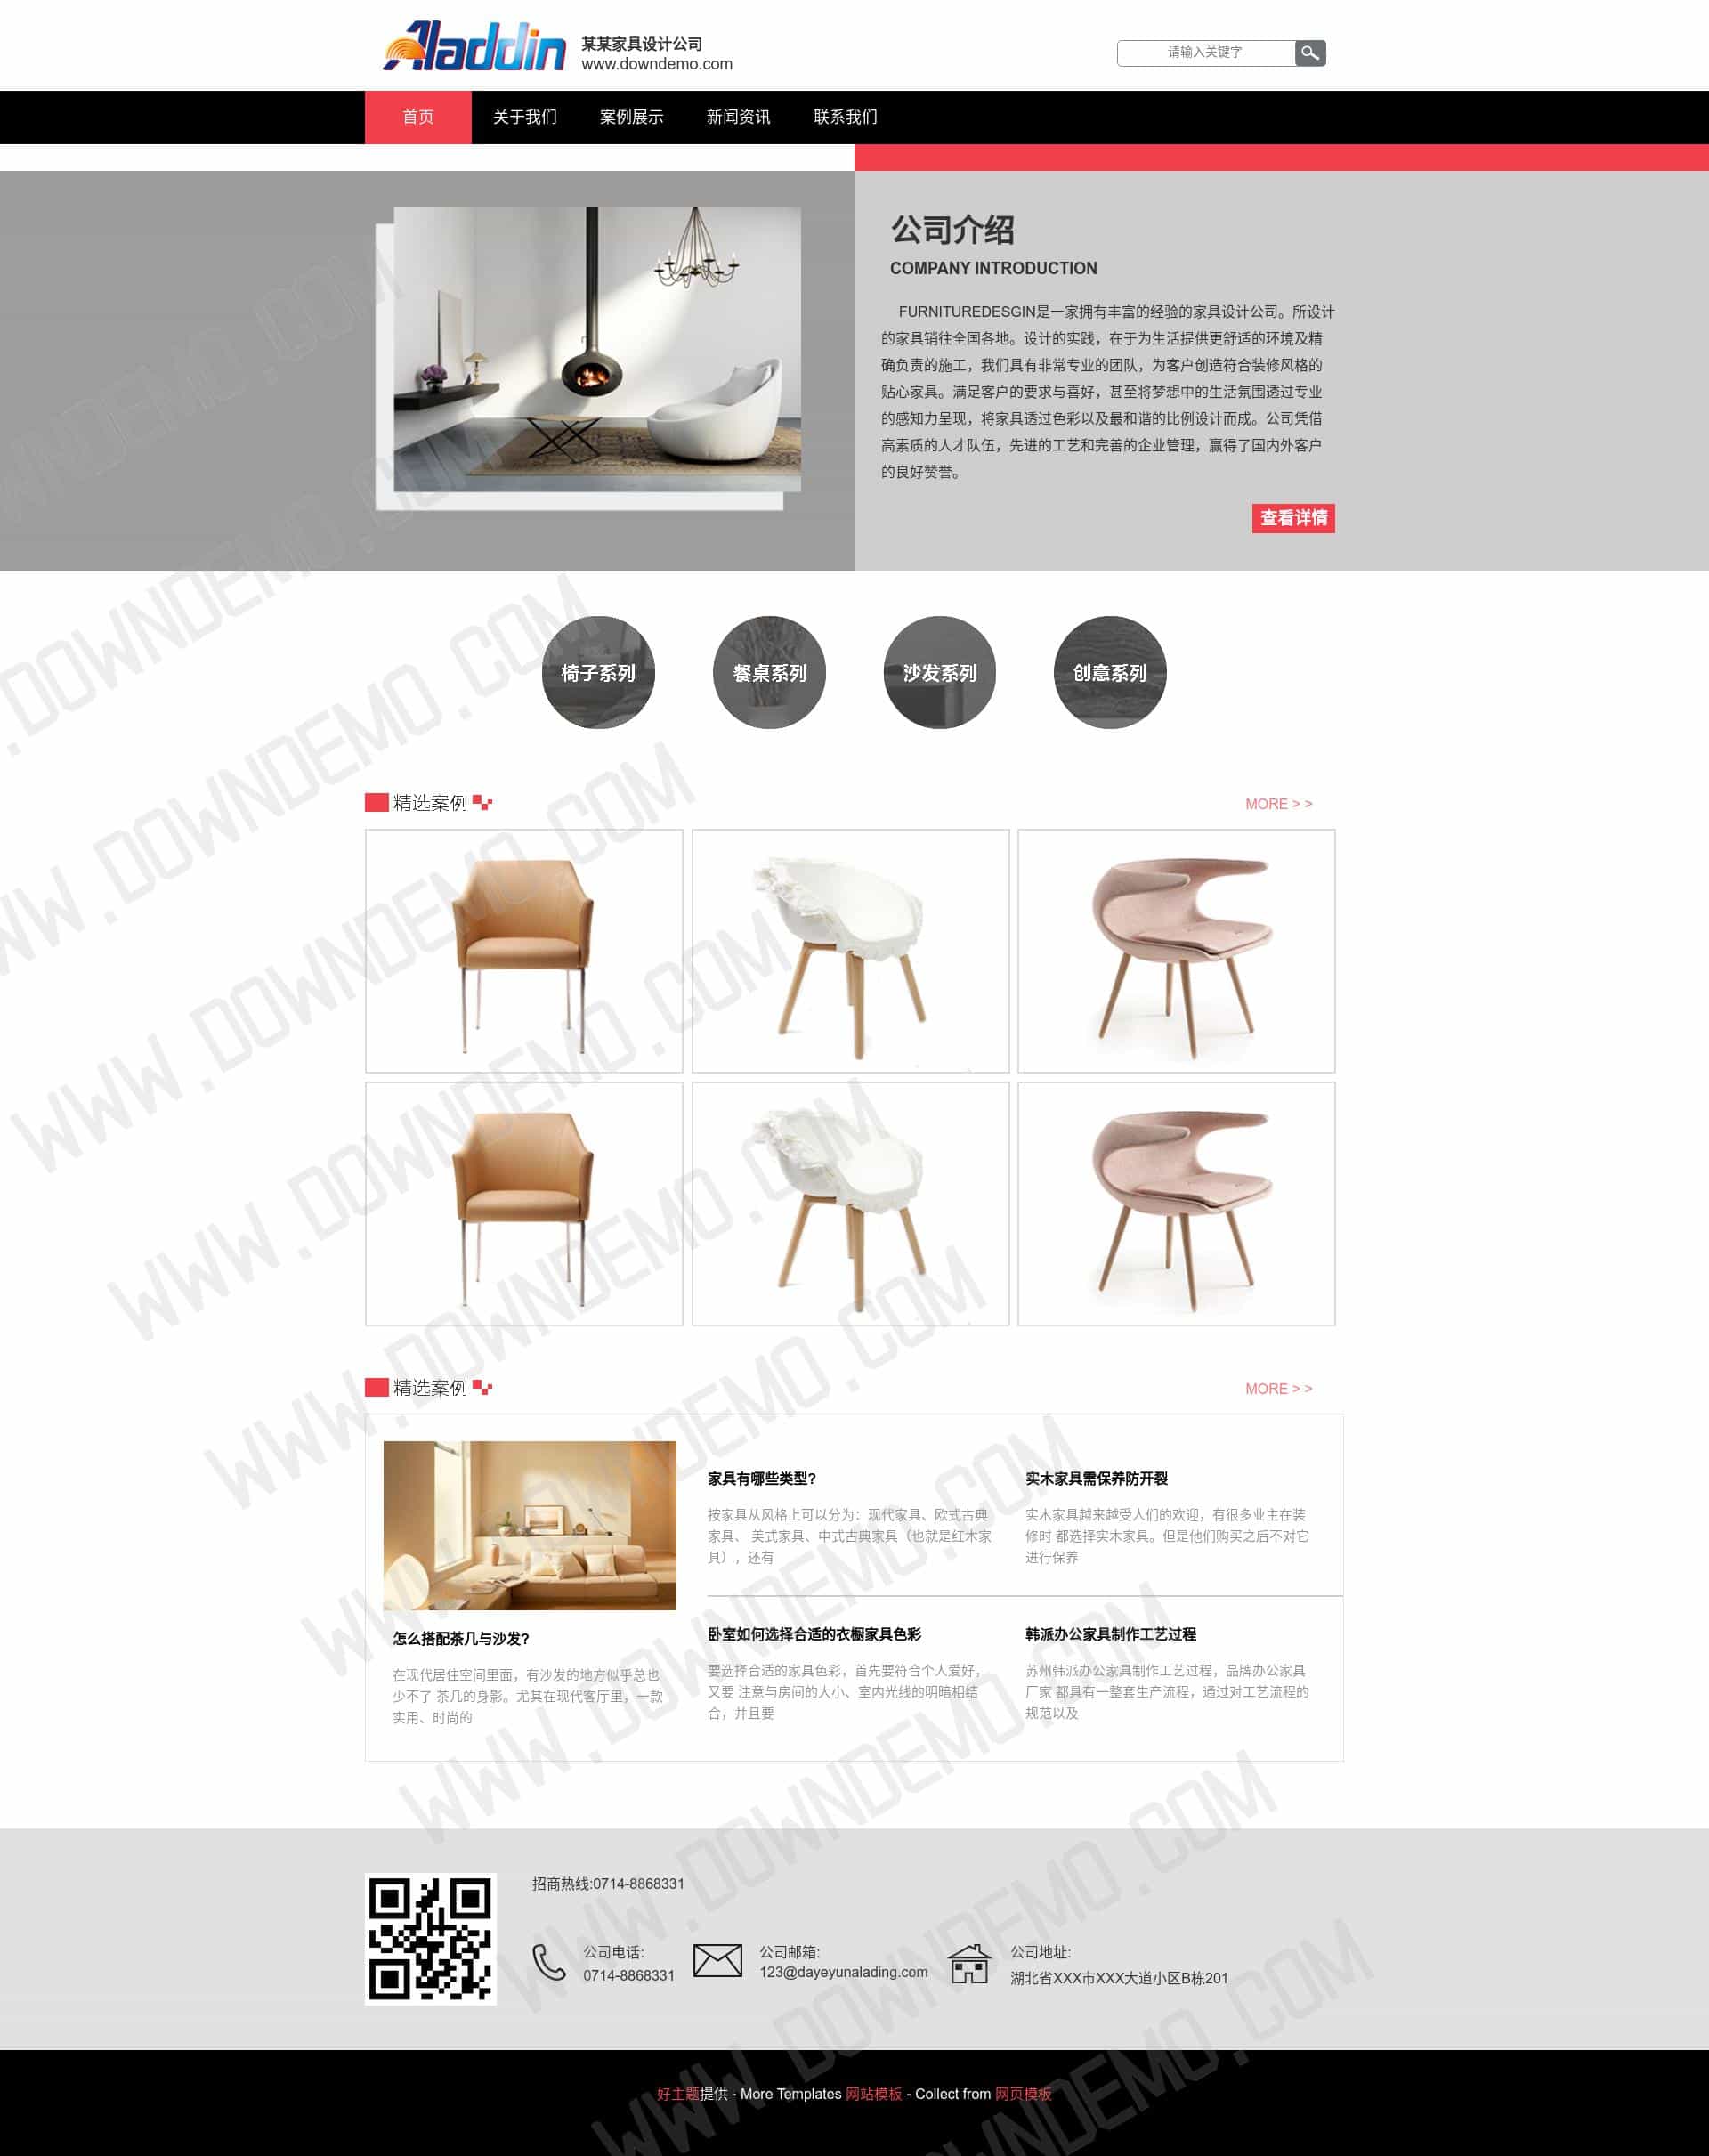 Aladdin
某某家具设计公司
www.downdemo.com
请输入关键字
首页 关于我们 案例展示 新闻资讯 联系我们
公司介绍
COMPANY INTRODUCTION
FURNITUREDESGIN是一家拥有丰富的经验的家具设计公司。所设计
的家具销往全国各地。设计的实践，在于为生活提供更舒适的环境及精
确负责的施工，我们具有非常专业的团队，为客户创造符合装修风格的
贴心家具。满足客户的要求与喜好，甚至将梦想中的生活氛围透过专业
的感知力呈现，将家具透过色彩以及最和谐的比例设计而成。公司凭借
高素质的人才队伍，先进的工艺和完善的企业管理，赢得了国内外客户
的良好赞誉。
查看详情
椅子系列 餐桌系列 沙发系列 创意系列
精选案例
MORE > >
精选案例
MORE > >
怎么搭配茶几与沙发?
在现代居住空间里面，有沙发的地方似乎总也
少不了 茶几的身影。尤其在现代客厅里，一款
实用、时尚的
家具有哪些类型?
按家具从风格上可以分为：现代家具、欧式古典
家具、 美式家具、中式古典家具（也就是红木家
具），还有
实木家具需保养防开裂
实木家具越来越受人们的欢迎，有很多业主在装
修时 都选择实木家具。但是他们购买之后不对它
进行保养
卧室如何选择合适的衣橱家具色彩
要选择合适的家具色彩，首先要符合个人爱好，
又要 注意与房间的大小、室内光线的明暗相结
合，并且要
韩派办公家具制作工艺过程
苏州韩派办公家具制作工艺过程，品牌办公家具
厂家 都具有一整套生产流程，通过对工艺流程的
规范以及
招商热线:0714-8868331
公司电话:
0714-8868331
公司邮箱:
123@dayeyunalading.com
公司地址:
湖北省XXX市XXX大道小区B栋201
好主题提供 - More Templates 网站模板 - Collect from 网页模板
WWW.DOWNDEMO.COM